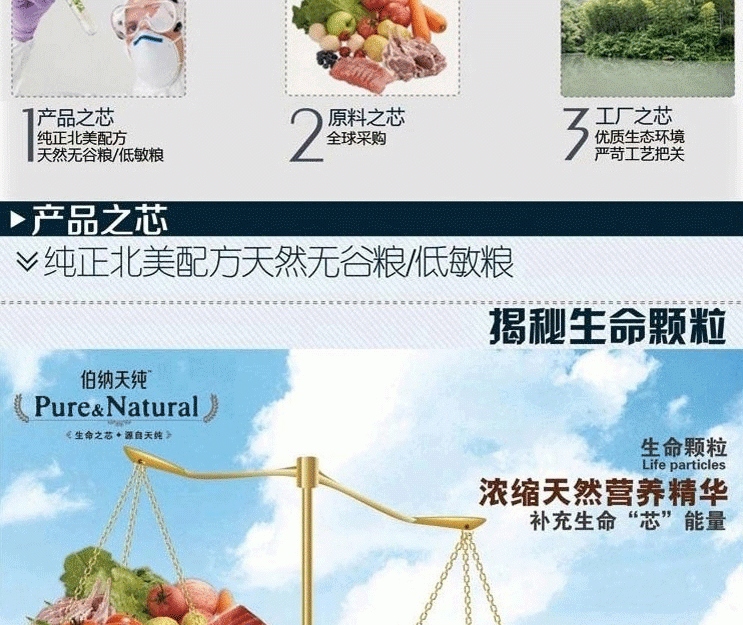 1 产品之芯
纯正北美配方
天然无谷粮/低敏粮
2 原料之芯
全球采购
3 工厂之芯
优质生态环境
严苛工艺把关
产品之芯
纯正北美配方天然无谷粮/低敏粮
揭秘生命颗粒
伯纳天纯™
Pure&Natural
《生命之芯✦源自天纯》
生命颗粒
Life particles
浓缩天然营养精华
补充生命“芯”能量